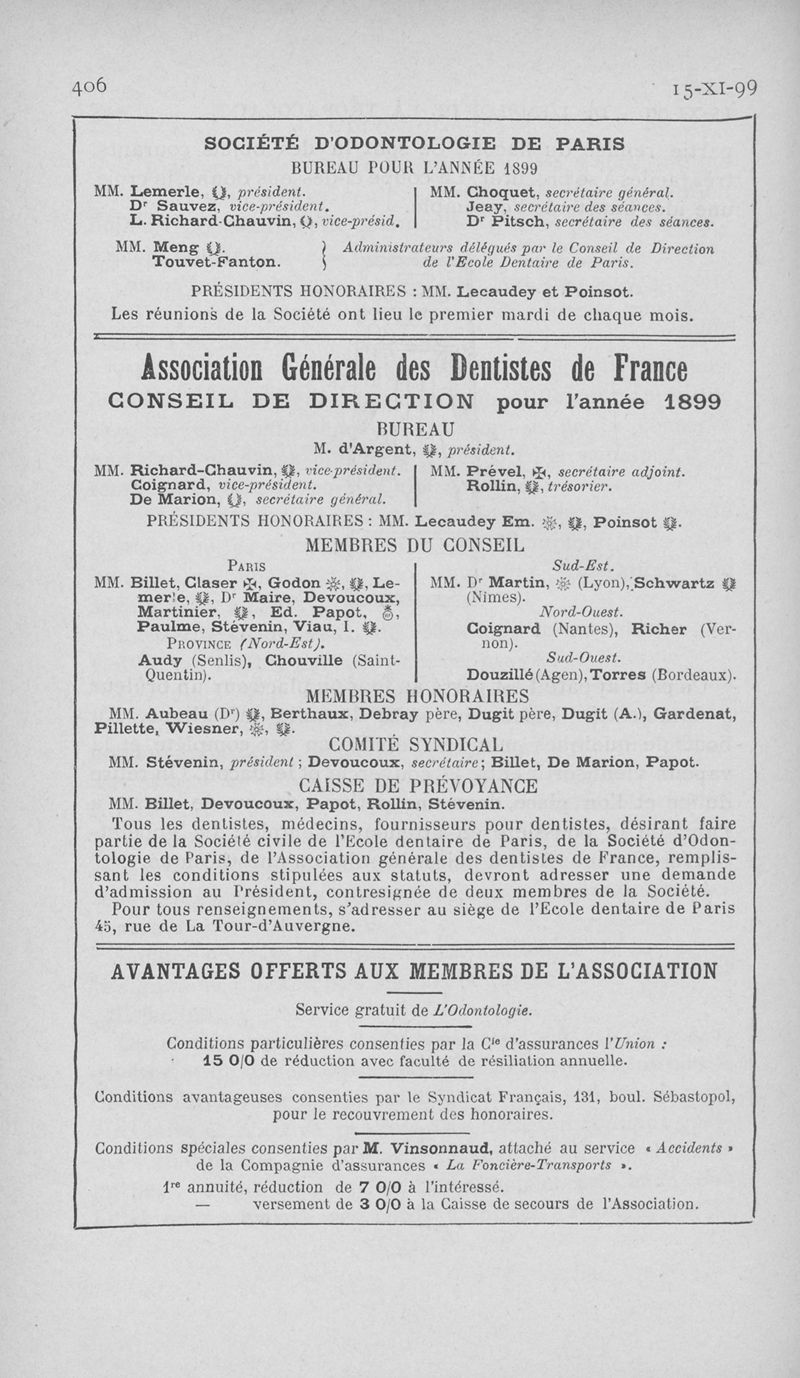 406
15-XI-99
SOCIÉTÉ D'ODONTOLOGIE DE PARIS
BUREAU POUR L'ANNÉE 1899
MM. Lemerle, président.
Dr Sauvez, vice-président.
L. Richard-Chauvin, vice-présid.
MM. Choquet, secrétaire général.
Jeay, secrétaire des séances.
Dr Pitsch, secrétaire des séances.
MM. Meng
Touvet-Fanton.
} Administrateurs délégués par le Conseil de Direction
de l'Ecole Dentaire de Paris.
PRÉSIDENTS HONORAIRES : MM. Lecaudey et Poinsot.
Les réunions de la Société ont lieu le premier mardi de chaque mois.
Association Générale des Dentistes de France
CONSEIL DE DIRECTION pour l'année 1899
BUREAU
M. d'Argent, président.
MM. Richard-Chauvin, vice-président.
Coignard, vice-président.
De Marion, secrétaire général.
MM. Prével, secrétaire adjoint.
Rollin, trésorier.
PRÉSIDENTS HONORAIRES : MM. Lecaudey Em. Poinsot
MEMBRES DU CONSEIL
PARIS
MM. Billet, Claser, Godon, Le-
merle, Dr Maire, Devoucoux,
Martinier, Ed. Papot,
Paulme, Stévenin, Viau, I.
PROVINCE (Nord-Est).
Audy (Senlis), Chouville (Saint-
Quentin).
Sud-Est.
MM. Dr Martin, (Lyon), Schwartz
(Nîmes).
Nord-Ouest.
Coignard (Nantes), Richer (Ver-
non).
Sud-Ouest.
Douzillé (Agen), Torres (Bordeaux).
MEMBRES HONORAIRES
MM. Aubeau (Dr), Berthaux, Debray père, Dugit père, Dugit (A.), Gardenat,
Pillette, Wiesner,
COMITÉ SYNDICAL
MM. Stévenin, président ; Devoucoux, secrétaire; Billet, De Marion, Papot.
CAISSE DE PRÉVOYANCE
MM. Billet, Devoucoux, Papot, Rollin, Stévenin.
Tous les dentistes, médecins, fournisseurs pour dentistes, désirant faire
partie de la Société civile de l'Ecole dentaire de Paris, de la Société d'Odon-
tologie de Paris, de l'Association générale des dentistes de France, remplis-
sant les conditions stipulées aux statuts, devront adresser une demande
d'admission au Président, contresignée de deux membres de la Société.
Pour tous renseignements, s'adresser au siège de l'Ecole dentaire de Paris
45, rue de La Tour-d'Auvergne.
AVANTAGES OFFERTS AUX MEMBRES DE L'ASSOCIATION
Service gratuit de L'Odontologie.
Conditions particulières consenties par la Cie d'assurances l'Union :
15 0/0 de réduction avec faculté de résiliation annuelle.
Conditions avantageuses consenties par le Syndicat Français, 131, boul. Sébastopol,
pour le recouvrement des honoraires.
Conditions spéciales consenties par M. Vinsonnaud, attaché au service « Accidents »
de la Compagnie d'assurances « La Foncière-Transports ».
1re annuité, réduction de 7 0/0 à l'intéressé.
— versement de 3 0/0 à la Caisse de secours de l'Association.